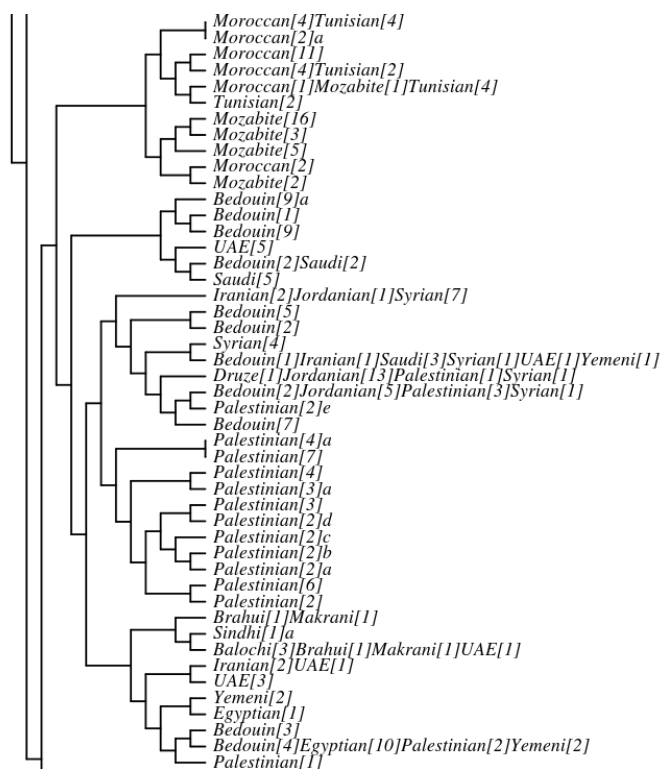 Moroccan[4]Tunisian[4]
Moroccan[2]a
Moroccan[11]
Moroccan[4]Tunisian[2]
Moroccan[1]Mozabite[1]Tunisian[4]
Tunisian[2]
Mozabite[16]
Mozabite[3]
Mozabite[5]
Moroccan[2]
Mozabite[2]
Bedouin[9]a
Bedouin[1]
Bedouin[9]
UAE[5]
Bedouin[2]Saudi[2]
Saudi[5]
Iranian[2]Jordanian[1]Syrian[7]
Bedouin[5]
Bedouin[2]
Syrian[4]
Bedouin[1]Iranian[1]Saudi[3]Syrian[1]UAE[1]Yemeni[1]
Druze[1]Jordanian[13]Palestinian[1]Syrian[1]
Bedouin[2]Jordanian[5]Palestinian[3]Syrian[1]
Palestinian[2]e
Bedouin[7]
Palestinian[4]a
Palestinian[7]
Palestinian[4]
Palestinian[3]a
Palestinian[3]
Palestinian[2]d
Palestinian[2]c
Palestinian[2]b
Palestinian[2]a
Palestinian[6]
Palestinian[2]
Brahui[1]Makrani[1]
Sindhi[1]a
Balochi[3]Brahui[1]Makrani[1]UAE[1]
Iranian[2]UAE[1]
UAE[3]
Yemeni[2]
Egyptian[1]
Bedouin[3]
Bedouin[4]Egyptian[10]Palestinian[2]Yemeni[2]
Palestinian[1]